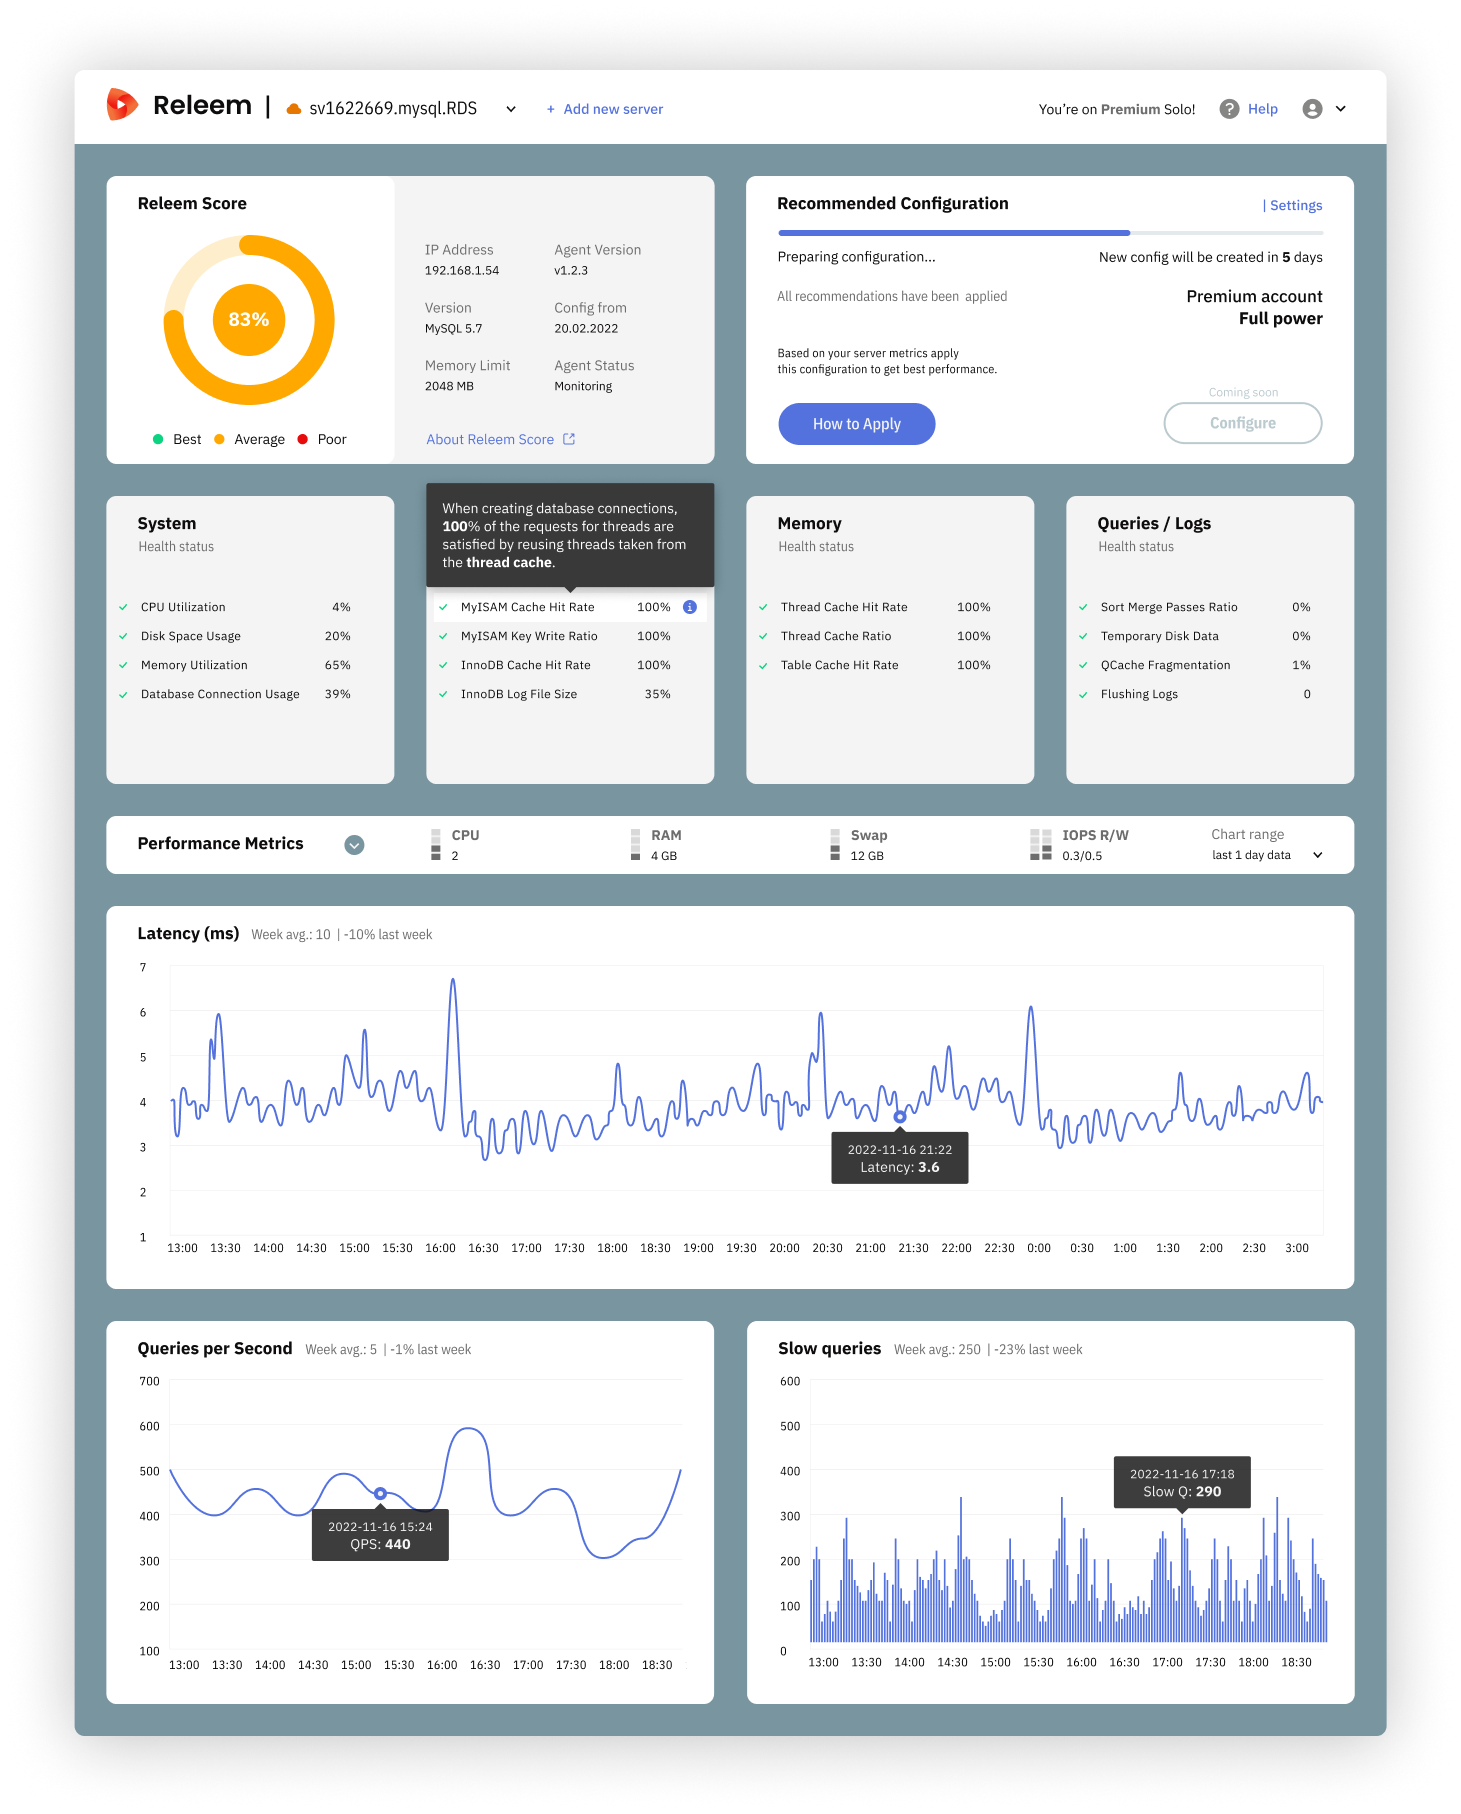 Releem | sv1622669.mysql.RDS + Add new server You're on Premium Solo! ? Help
Releem Score
83%
Best Average Poor
IP Address Agent Version
192.168.1.54 v1.2.3
Version Config from
MySQL 5.7 20.02.2022
Memory Limit Agent Status
2048 MB Monitoring
About Releem Score
Recommended Configuration | Settings
Preparing configuration... New config will be created in 5 days
All recommendations have been applied Premium account
Full power
Based on your server metrics apply
this configuration to get best performance.
Coming soon
How to Apply Configure
System
Health status
CPU Utilization 4%
Disk Space Usage 20%
Memory Utilization 65%
Database Connection Usage 39%
When creating database connections,
100% of the requests for threads are
satisfied by reusing threads taken from
the thread cache.
MyISAM Cache Hit Rate 100% i
MyISAM Key Write Ratio 100%
InnoDB Cache Hit Rate 100%
InnoDB Log File Size 35%
Memory
Health status
Thread Cache Hit Rate 100%
Thread Cache Ratio 100%
Table Cache Hit Rate 100%
Queries / Logs
Health status
Sort Merge Passes Ratio 0%
Temporary Disk Data 0%
QCache Fragmentation 1%
Flushing Logs 0
Performance Metrics
CPU
2
RAM
4 GB
Swap
12 GB
IOPS R/W
0.3/0.5
Chart range
last 1 day data
Latency (ms) Week avg.: 10 | -10% last week
7
6
5
4
3
2
1
2022-11-16 21:22
Latency: 3.6
13:00 13:30 14:00 14:30 15:00 15:30 16:00 16:30 17:00 17:30 18:00 18:30 19:00 19:30 20:00 20:30 21:00 21:30 22:00 22:30 0:00 0:30 1:00 1:30 2:00 2:30 3:00
Queries per Second Week avg.: 5 | -1% last week
700
600
500
400
300
200
100
2022-11-16 15:24
QPS: 440
13:00 13:30 14:00 14:30 15:00 15:30 16:00 16:30 17:00 17:30 18:00 18:30
Slow queries Week avg.: 250 | -23% last week
600
500
400
300
200
100
0
2022-11-16 17:18
Slow Q: 290
13:00 13:30 14:00 14:30 15:00 15:30 16:00 16:30 17:00 17:30 18:00 18:30